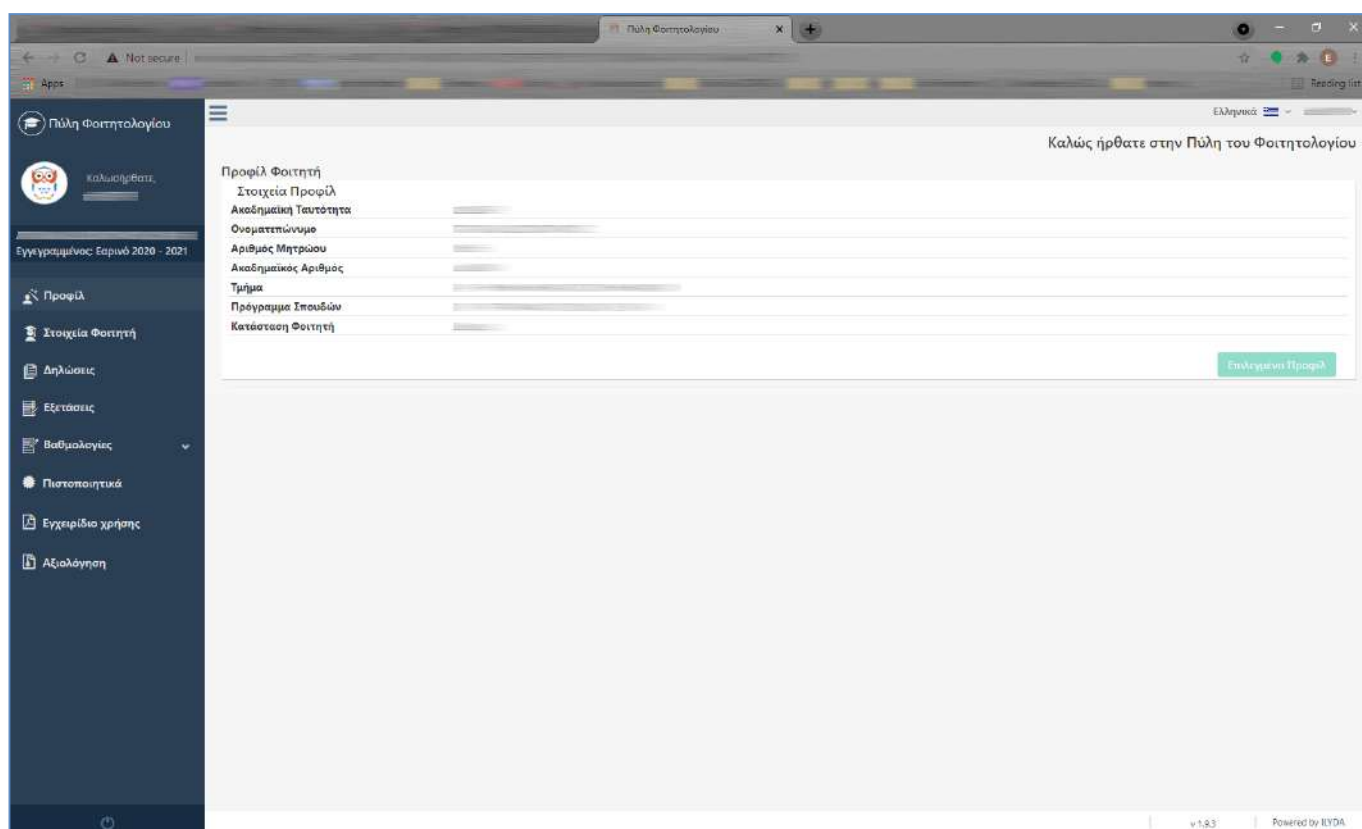 Πύλη Φοιτητολογίου
Not secure
Apps
Reading list
Πύλη Φοιτητολογίου
Ελληνικά
Καλώς ήρθατε στην Πύλη του Φοιτητολογίου
Καλωσήρθατε,
Εγγεγραμμένος: Εαρινό 2020 - 2021
Προφίλ
Στοιχεία Φοιτητή
Δηλώσεις
Εξετάσεις
Βαθμολογίες
Πιστοποιητικά
Εγχειρίδιο χρήσης
Αξιολόγηση
Προφίλ Φοιτητή
Στοιχεία Προφίλ
Ακαδημαϊκή Ταυτότητα
Ονοματεπώνυμο
Αριθμός Μητρώου
Ακαδημαϊκός Αριθμός
Τμήμα
Πρόγραμμα Σπουδών
Κατάσταση Φοιτητή
Επιλεγμένο Προφίλ
v 1.9.3
Powered by ILYDA